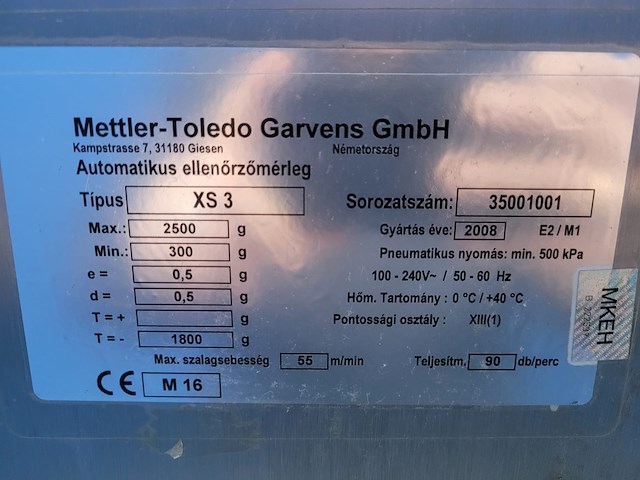 Mettler-Toledo Garvens GmbH
Kampstrasse 7, 31180 Giesen Németország
Automatikus ellenőrzőmérleg
Típus XS 3 Sorozatszám: 35001001
Max.: 2500 g Gyártás éve: 2008 E2 / M1
Min.: 300 g Pneumatikus nyomás: min. 500 kPa
e = 0,5 g 100 - 240V~ / 50 - 60 Hz
d = 0,5 g Hőm. Tartomány : 0 °C / +40 °C
T = + g Pontossági osztály : XIII(1)
T = - 1800 g
Max. szalagsebesség 55 m/min Teljesítm. 90 db/perc
CE M 16
MKEH